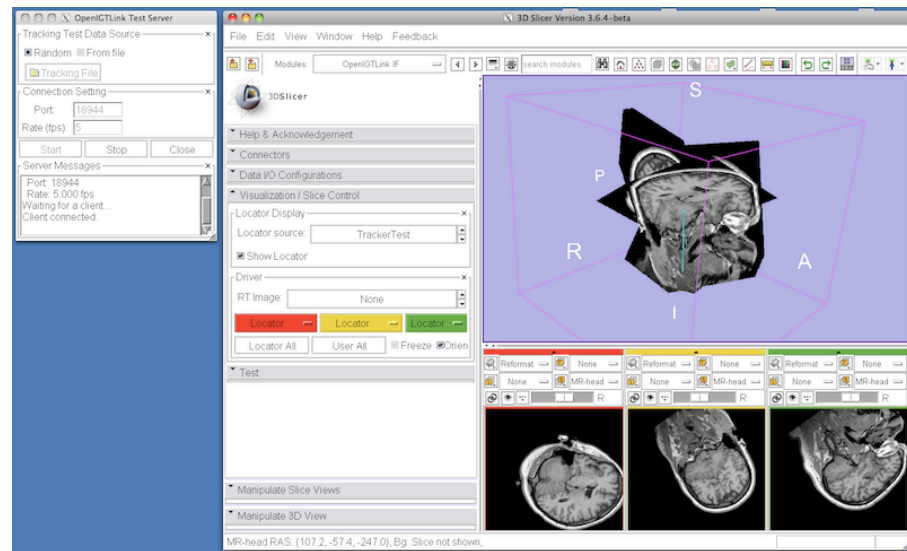 OpenIGTLink Test Server
Tracking Test Data Source
Random From file
Tracking File
Connection Setting
Port: 18944
Rate (fps): 5
Start Stop Close
Server Messages
Port: 18944
Rate: 5.000 fps
Waiting for a client...
Client connected.
3D Slicer Version 3.6.4-beta
File Edit View Window Help Feedback
Modules: OpenIGTLink IF search modules
3DSlicer
Help & Acknowledgement
Connectors
Data I/O Configurations
Visualization / Slice Control
Locator Display
Locator source: TrackerTest
Show Locator
Driver
RT Image: None
Locator Locator Locator
Locator All User All Freeze Orien
Test
Manipulate Slice Views
Manipulate 3D View
S
P
R
A
I
Reformat None Reformat None Reformat None
None MR-head None MR-head None MR-head
R R R
MR-head RAS: (107.2, -57.4, -247.0), Bg: Slice not shown,